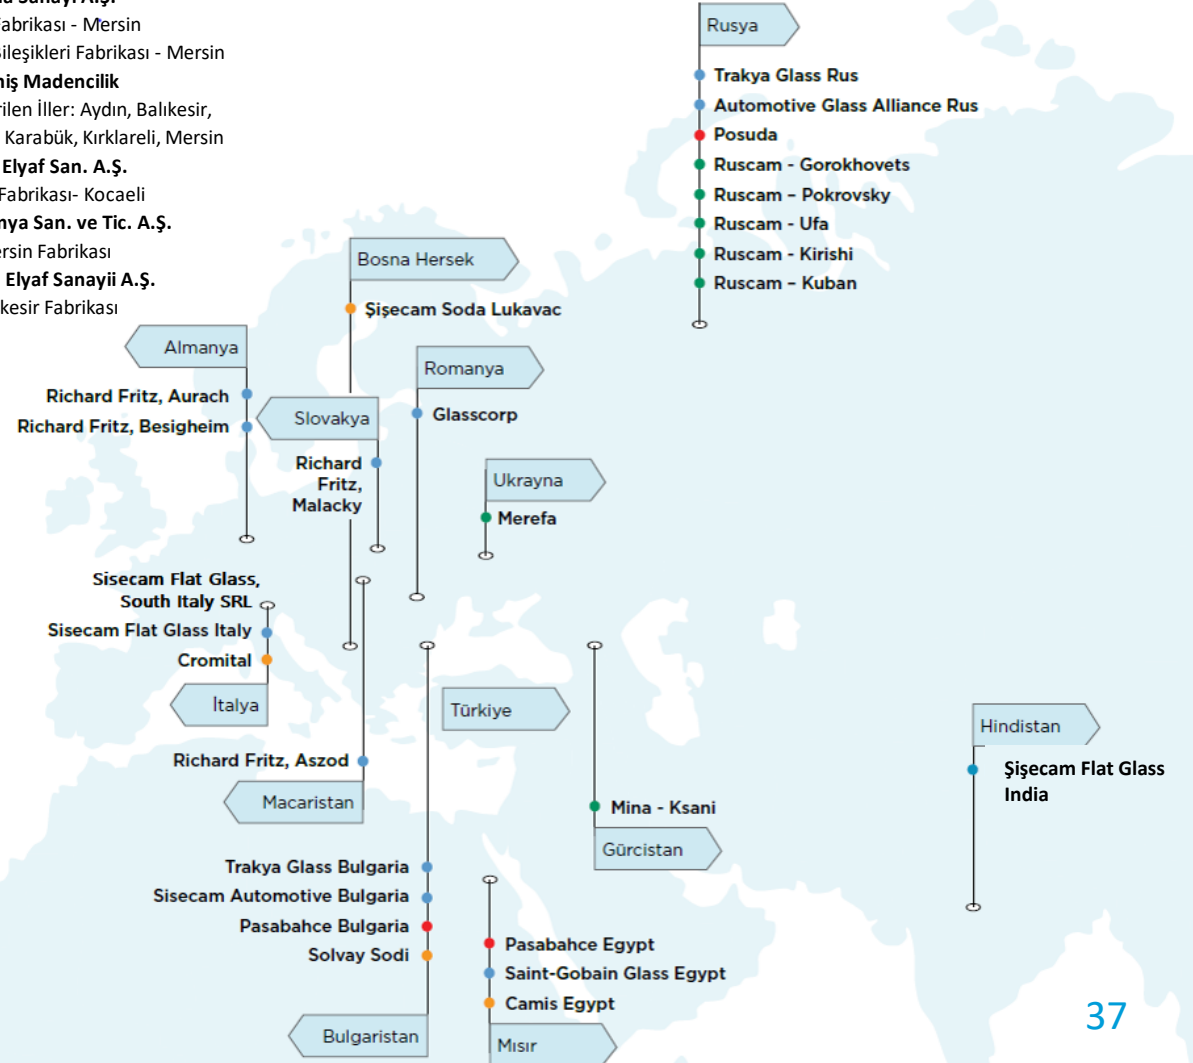 Fabrikası - Mersin
Bileşikleri Fabrikası - Mersin
Madencilik
İller: Aydın, Balıkesir,
Karabük, Kırklareli, Mersin
Elyaf San. A.Ş.
Fabrikası- Kocaeli
San. ve Tic. A.Ş.
Fabrikası
Elyaf Sanayii A.Ş.
Fabrikası
Rusya
Trakya Glass Rus
Automotive Glass Alliance Rus
Posuda
Ruscam - Gorokhovets
Ruscam – Pokrovsky
Ruscam - Ufa
Ruscam - Kirishi
Ruscam – Kuban
Bosna Hersek
Şişecam Soda Lukavac
Almanya
Richard Fritz, Aurach
Richard Fritz, Besigheim
Slovakya
Richard
Fritz,
Malacky
Romanya
Glasscorp
Ukrayna
Merefa
Sisecam Flat Glass,
South Italy SRL
Sisecam Flat Glass Italy
Cromital
İtalya
Richard Fritz, Aszod
Macaristan
Türkiye
Mina - Ksani
Gürcistan
Hindistan
Şişecam Flat Glass
India
Trakya Glass Bulgaria
Sisecam Automotive Bulgaria
Pasabahce Bulgaria
Solvay Sodi
Bulgaristan
Pasabahce Egypt
Saint-Gobain Glass Egypt
Camis Egypt
Mısır
37